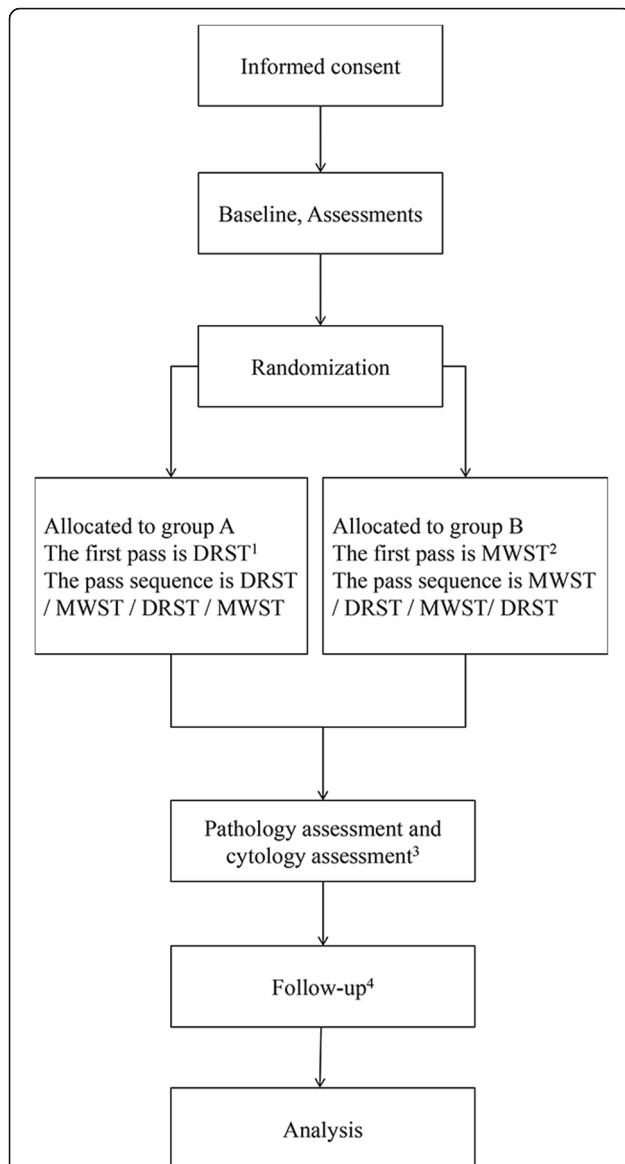 Informed consent
Baseline, Assessments
Randomization
Allocated to group A
The first pass is DRST¹
The pass sequence is DRST
/ MWST / DRST / MWST
Allocated to group B
The first pass is MWST²
The pass sequence is MWST
/ DRST / MWST/ DRST
Pathology assessment and
cytology assessment³
Follow-up⁴
Analysis